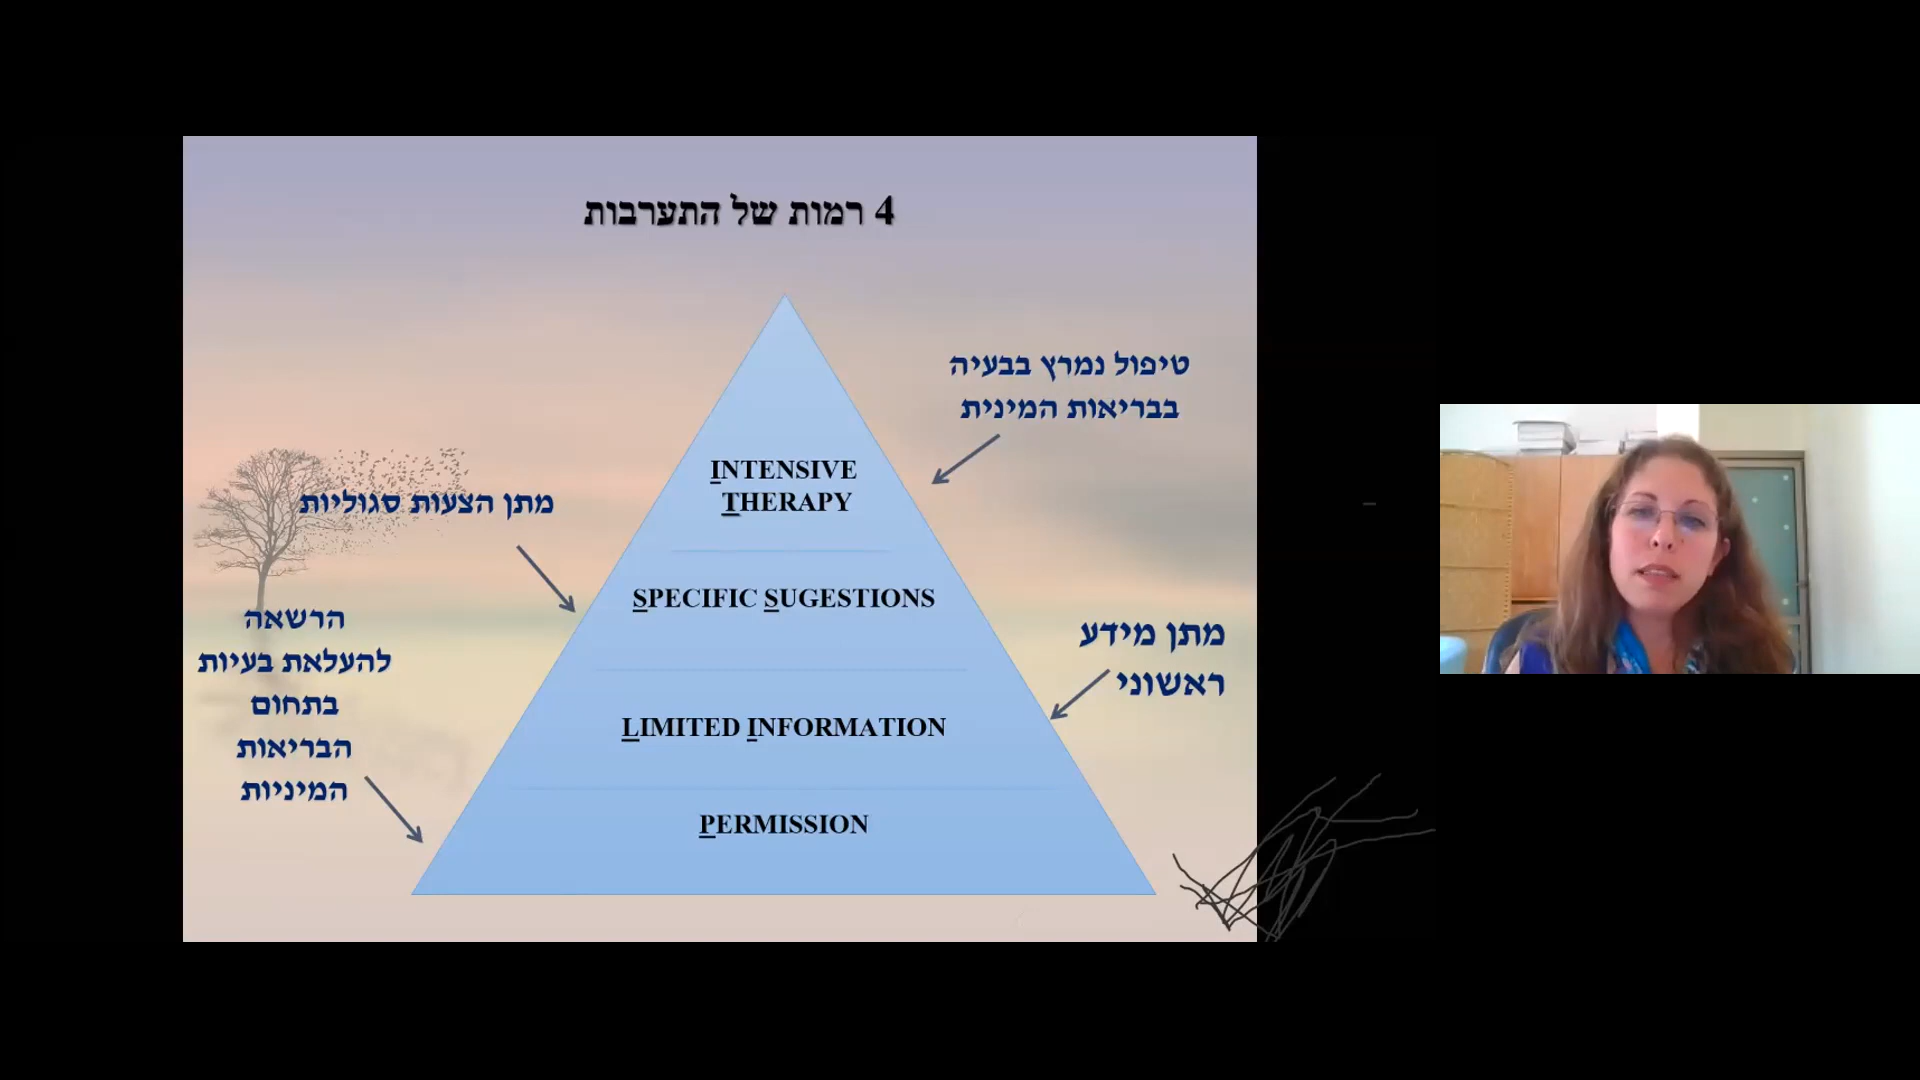 4 רמות של התערבות
טיפול נמרץ בבעיה
בבריאות המינית
INTENSIVE
THERAPY
מתן הצעות סגוליות
SPECIFIC SUGESTIONS
מתן מידע
ראשוני
LIMITED INFORMATION
הרשאה
להעלאת בעיות
בתחום
הבריאות
המיניות
PERMISSION